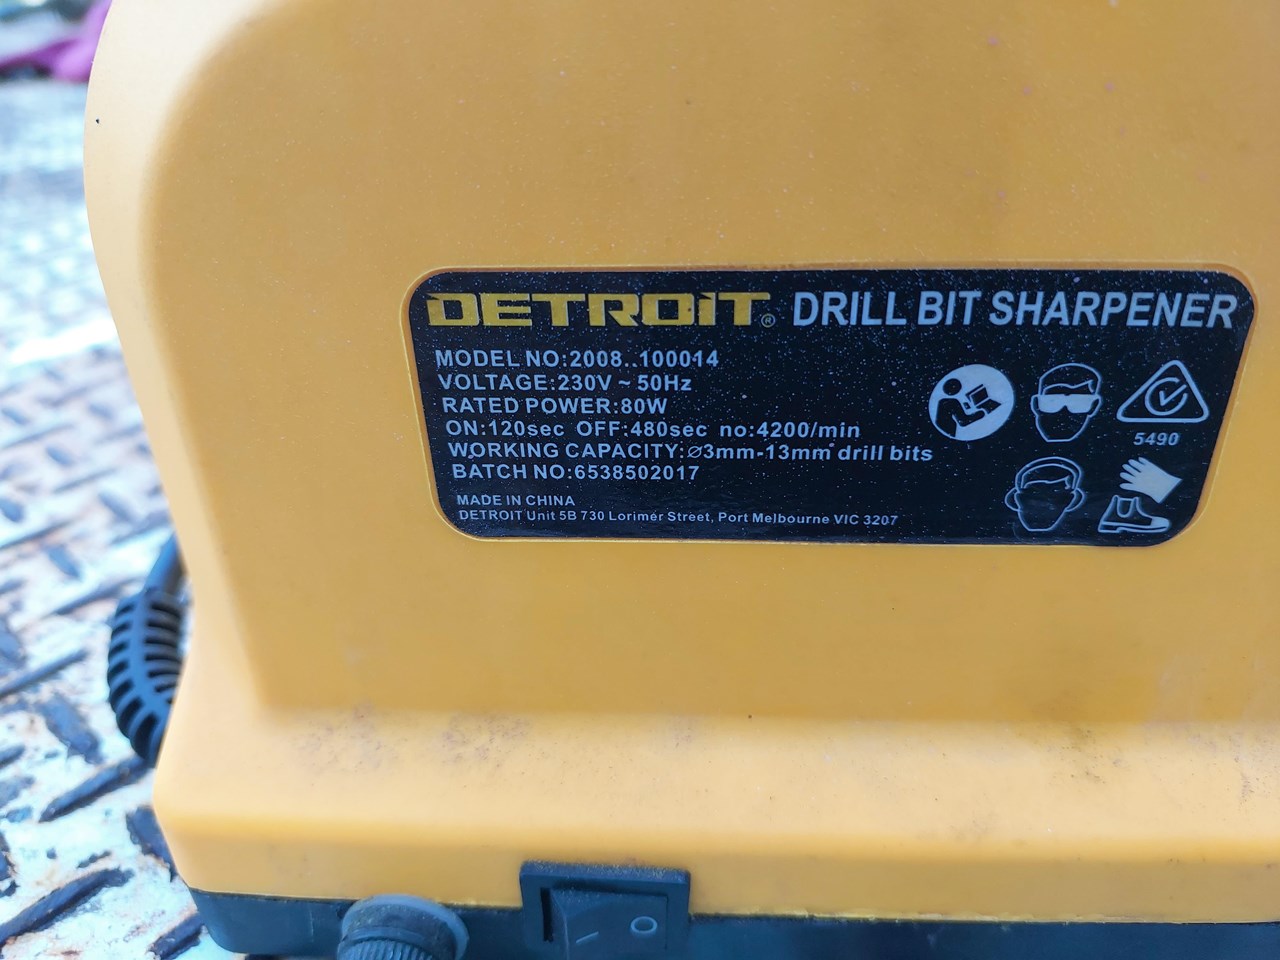 DETROIT® DRILL BIT SHARPENER
MODEL NO:2008..100014
VOLTAGE:230V ~ 50Hz
RATED POWER:80W
ON:120sec OFF:480sec no:4200/min
WORKING CAPACITY:⌀3mm-13mm drill bits
BATCH NO:6538502017
MADE IN CHINA
DETROIT Unit 5B 730 Lorimer Street, Port Melbourne VIC 3207
5490